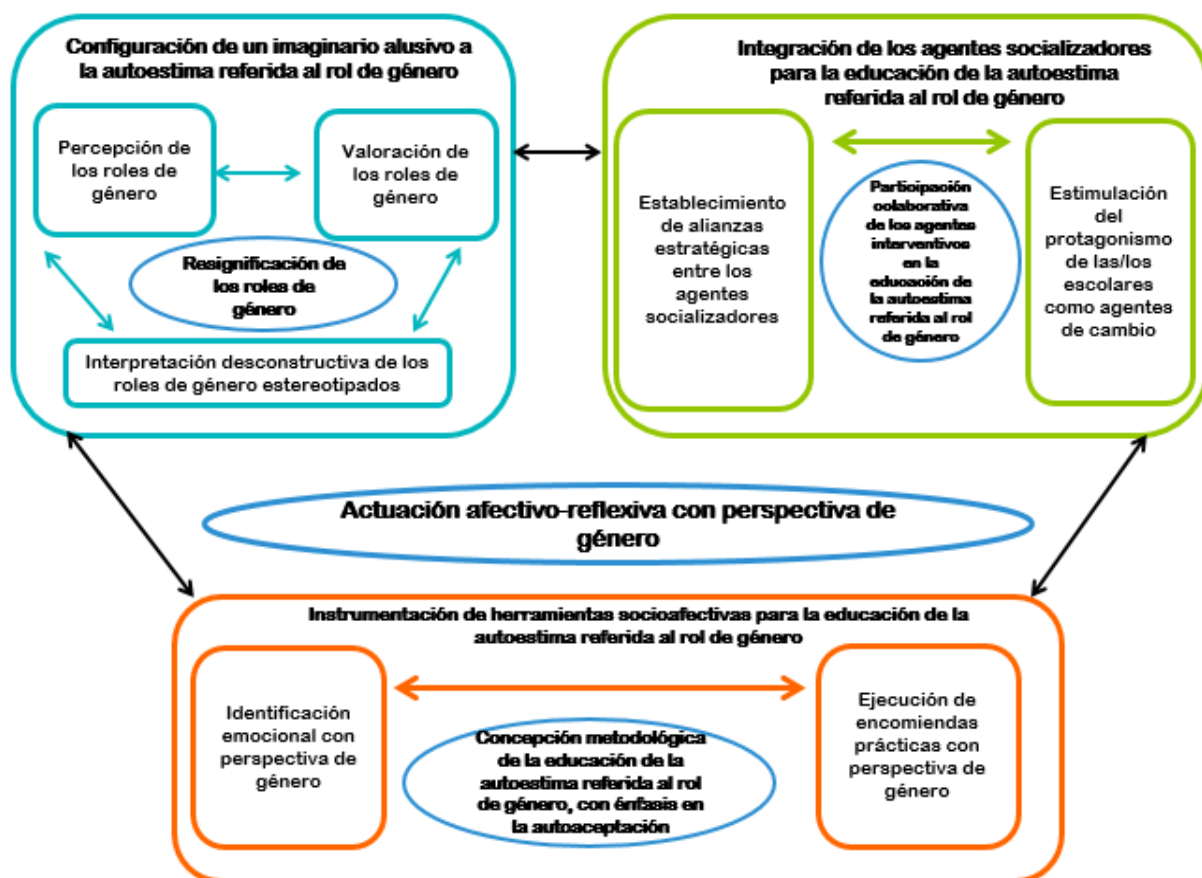 Configuración de un imaginario alusivo a
la autoestima referida al rol de género
Percepción de
los roles de
género
Valoración de
los roles de
género
Resignificación de
los roles de
género
Interpretación desconstructiva de los
roles de género estereotipados
Integración de los agentes socializadores
para la educación de la autoestima
referida al rol de género
Establecimiento
de alianzas
estratégicas
entre los
agentes
socializadores
Participación
colaborativa
de los agentes
interventivos
en la
educación de
la autoestima
referida al rol
de género
Estimulación
del
protagonismo
de las/los
escolares
como agentes
de cambio
Actuación afectivo-reflexiva con perspectiva de
género
Instrumentación de herramientas socioafectivas para la educación de la
autoestima referida al rol de género
Identificación
emocional con
perspectiva de
género
Concepción metodológica
de la educación de la
autoestima referida al rol
de género, con énfasis en
la autoaceptación
Ejecución de
encomiendas
prácticas con
perspectiva de
género